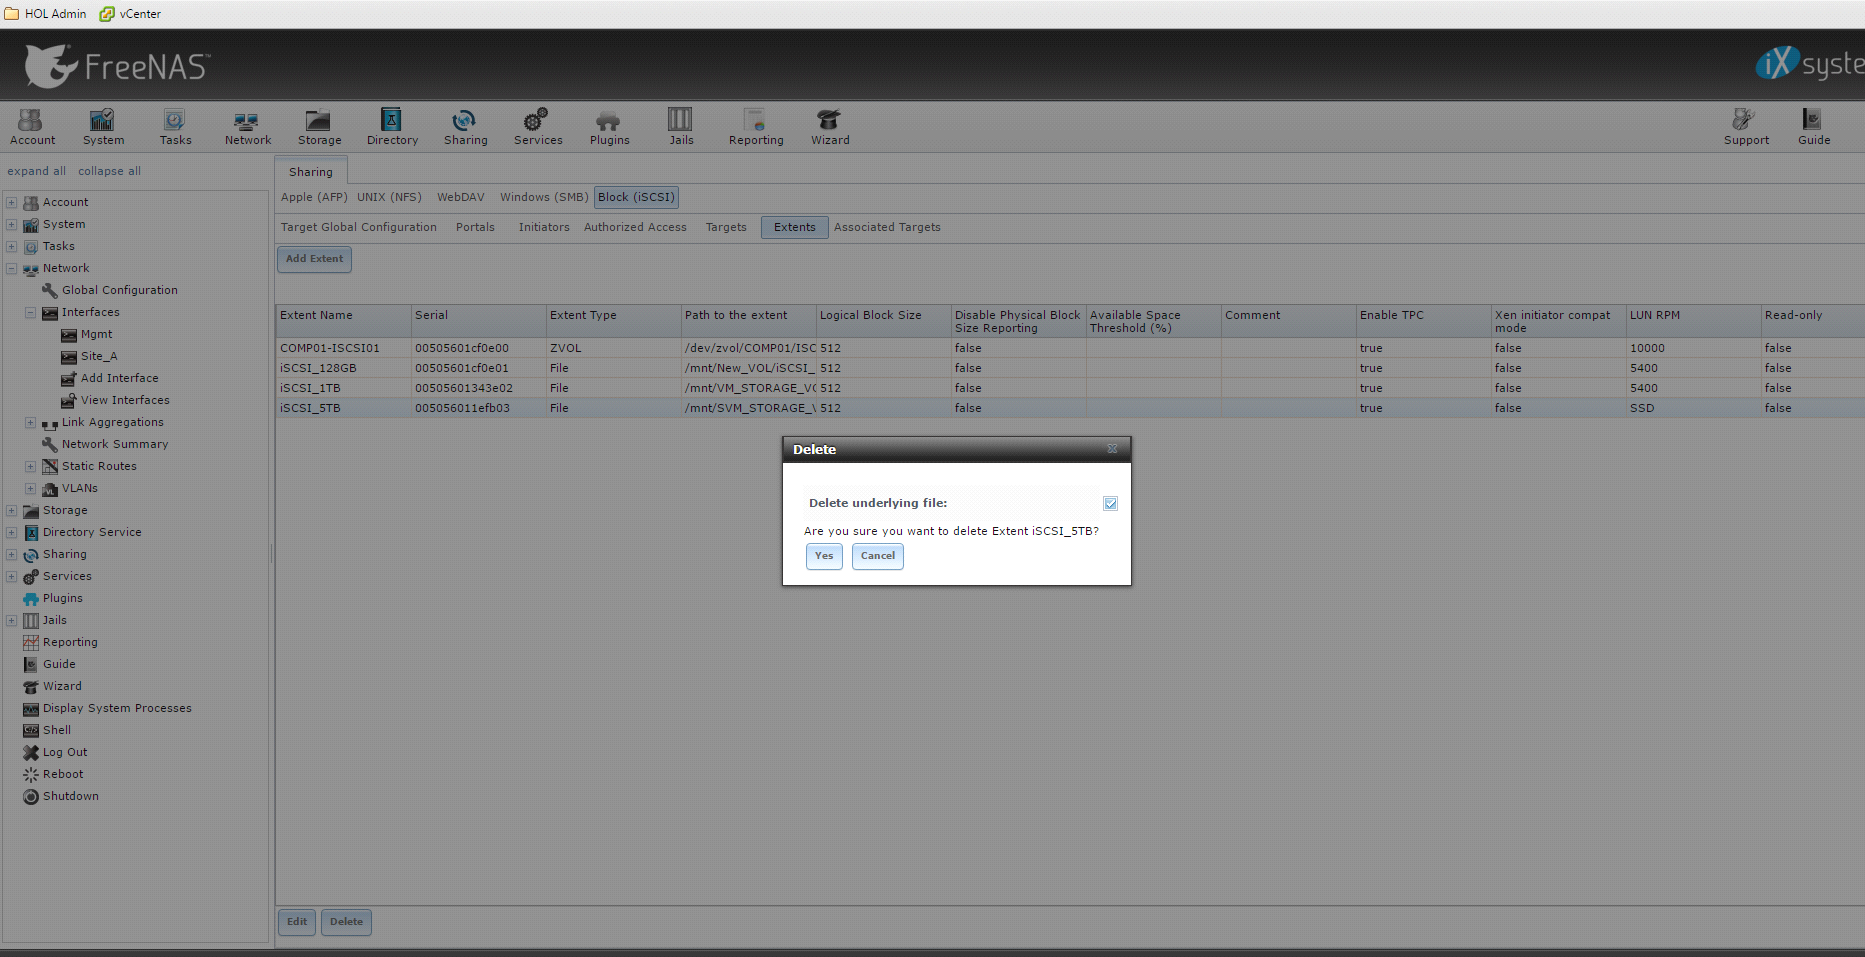 HOL Admin vCenter
FreeNAS™
iX syste
Account System Tasks Network Storage Directory Sharing Services Plugins Jails Reporting Wizard Support Guide
expand all collapse all
Account
System
Tasks
Network
Global Configuration
Interfaces
Mgmt
Site_A
Add Interface
View Interfaces
Link Aggregations
Network Summary
Static Routes
VLANs
Storage
Directory Service
Sharing
Services
Plugins
Jails
Reporting
Guide
Wizard
Display System Processes
Shell
Log Out
Reboot
Shutdown
Sharing
Apple (AFP) UNIX (NFS) WebDAV Windows (SMB) Block (iSCSI)
Target Global Configuration Portals Initiators Authorized Access Targets Extents Associated Targets
Add Extent
Extent Name Serial Extent Type Path to the extent Logical Block Size Disable Physical Block Available Space Comment Enable TPC Xen initiator compat LUN RPM Read-only
Size Reporting Threshold (%) mode
COMP01-ISCSI01 00505601cf0e00 ZVOL /dev/zvol/COMP01/ISC 512 false true false 10000 false
iSCSI_128GB 00505601cf0e01 File /mnt/New_VOL/iSCSI_ 512 false true false 5400 false
iSCSI_1TB 00505601343e02 File /mnt/VM_STORAGE_VO 512 false true false 5400 false
iSCSI_5TB 005056011efb03 File /mnt/SVM_STORAGE_V 512 false true false SSD false
Delete
Delete underlying file:
Are you sure you want to delete Extent iSCSI_5TB?
Yes Cancel
Edit Delete